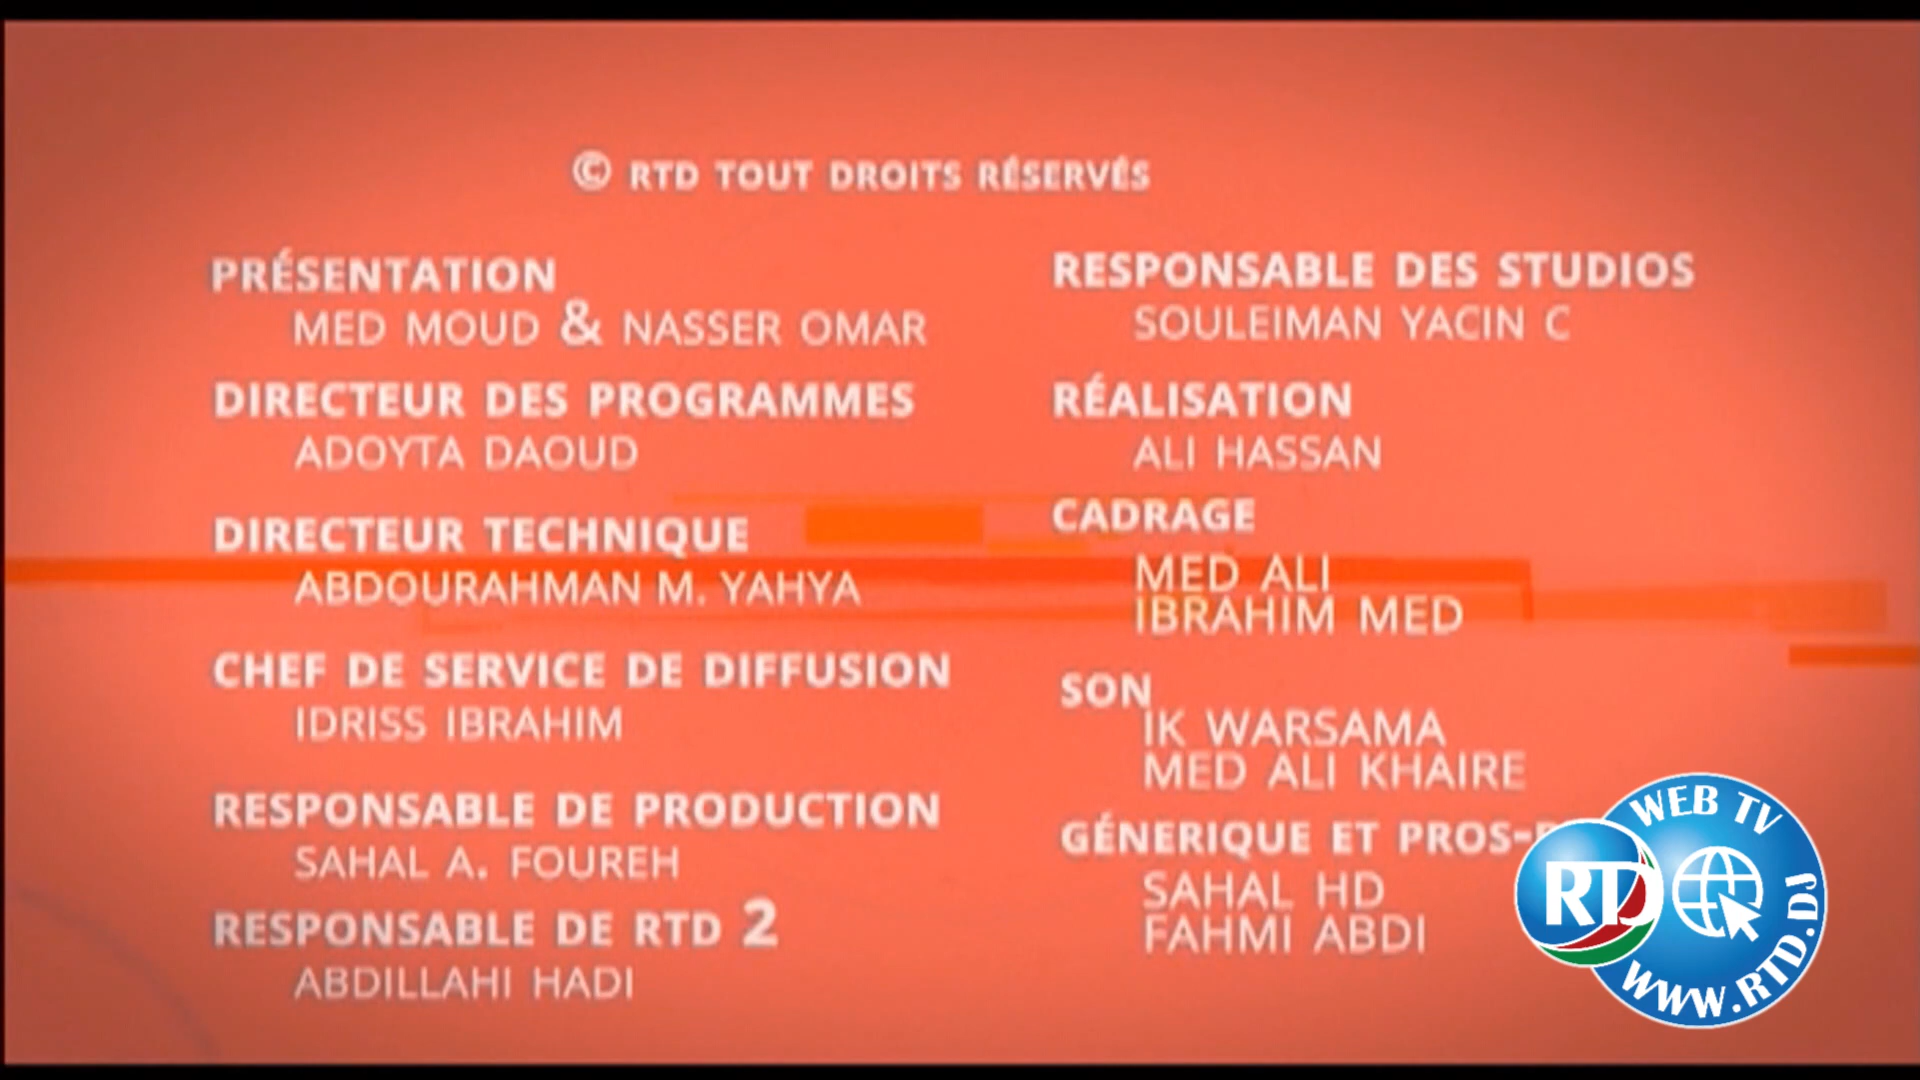 © RTD TOUT DROITS RÉSERVÉS
PRÉSENTATION
MED MOUD & NASSER OMAR
DIRECTEUR DES PROGRAMMES
ADOYTA DAOUD
DIRECTEUR TECHNIQUE
ABDOURAHMAN M. YAHYA
CHEF DE SERVICE DE DIFFUSION
IDRISS IBRAHIM
RESPONSABLE DE PRODUCTION
SAHAL A. FOUREH
RESPONSABLE DE RTD 2
ABDILLAHI HADI
RESPONSABLE DES STUDIOS
SOULEIMAN YACIN C
RÉALISATION
ALI HASSAN
CADRAGE
MED ALI
IBRAHIM MED
SON
IK WARSAMA
MED ALI KHAIRE
GÉNERIQUE ET PROS-
SAHAL HD
FAHMI ABDI
WEB TV
RTD
WWW.RTD.DJ